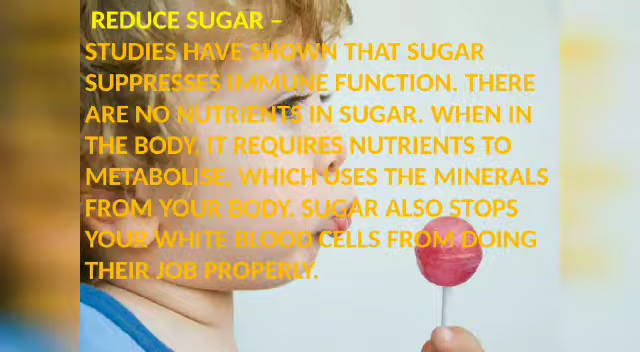 REDUCE SUGAR –
STUDIES HAVE SHOWN THAT SUGAR
SUPPRESSES IMMUNE FUNCTION. THERE
ARE NO NUTRIENTS IN SUGAR. WHEN IN
THE BODY, IT REQUIRES NUTRIENTS TO
METABOLISE, WHICH USES THE MINERALS
FROM YOUR BODY. SUGAR ALSO STOPS
YOUR WHITE BLOOD CELLS FROM DOING
THEIR JOB PROPERLY.